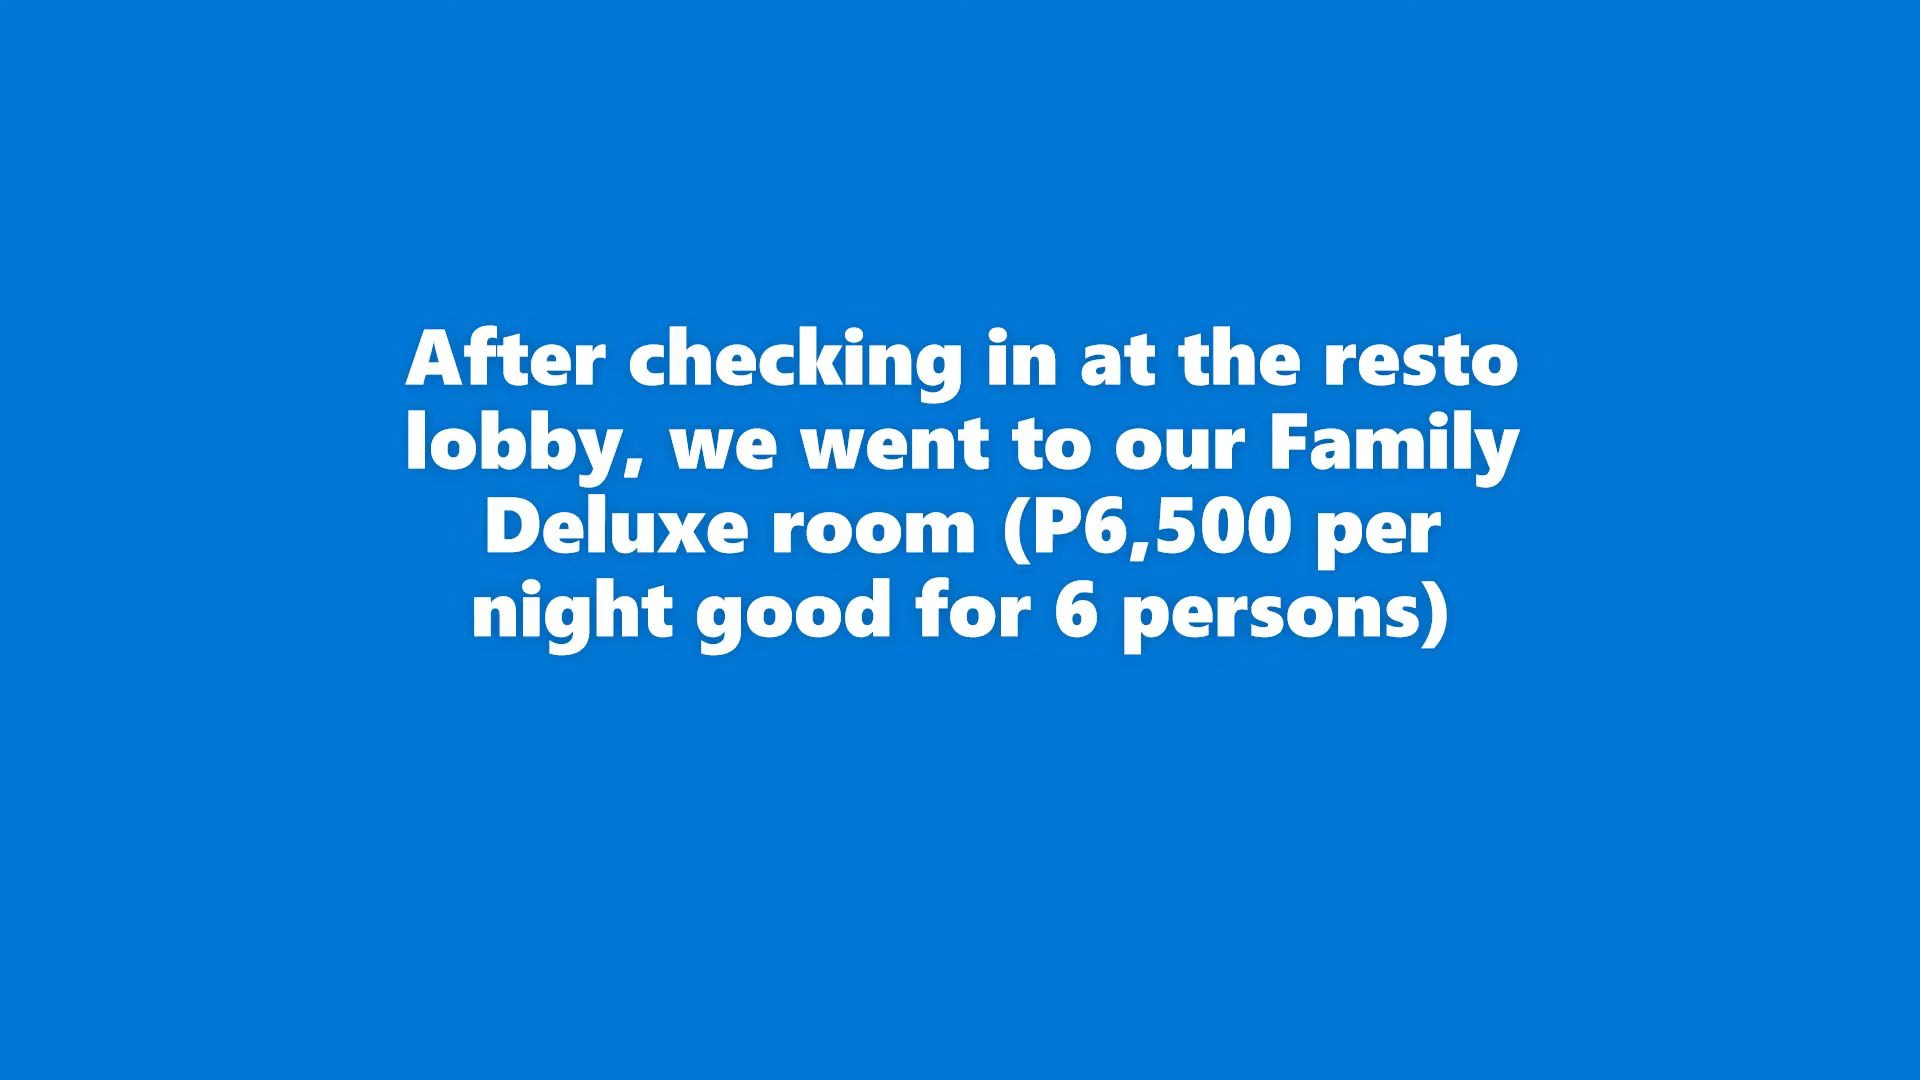 After checking in at the resto
lobby, we went to our Family
Deluxe room (P6,500 per
night good for 6 persons)